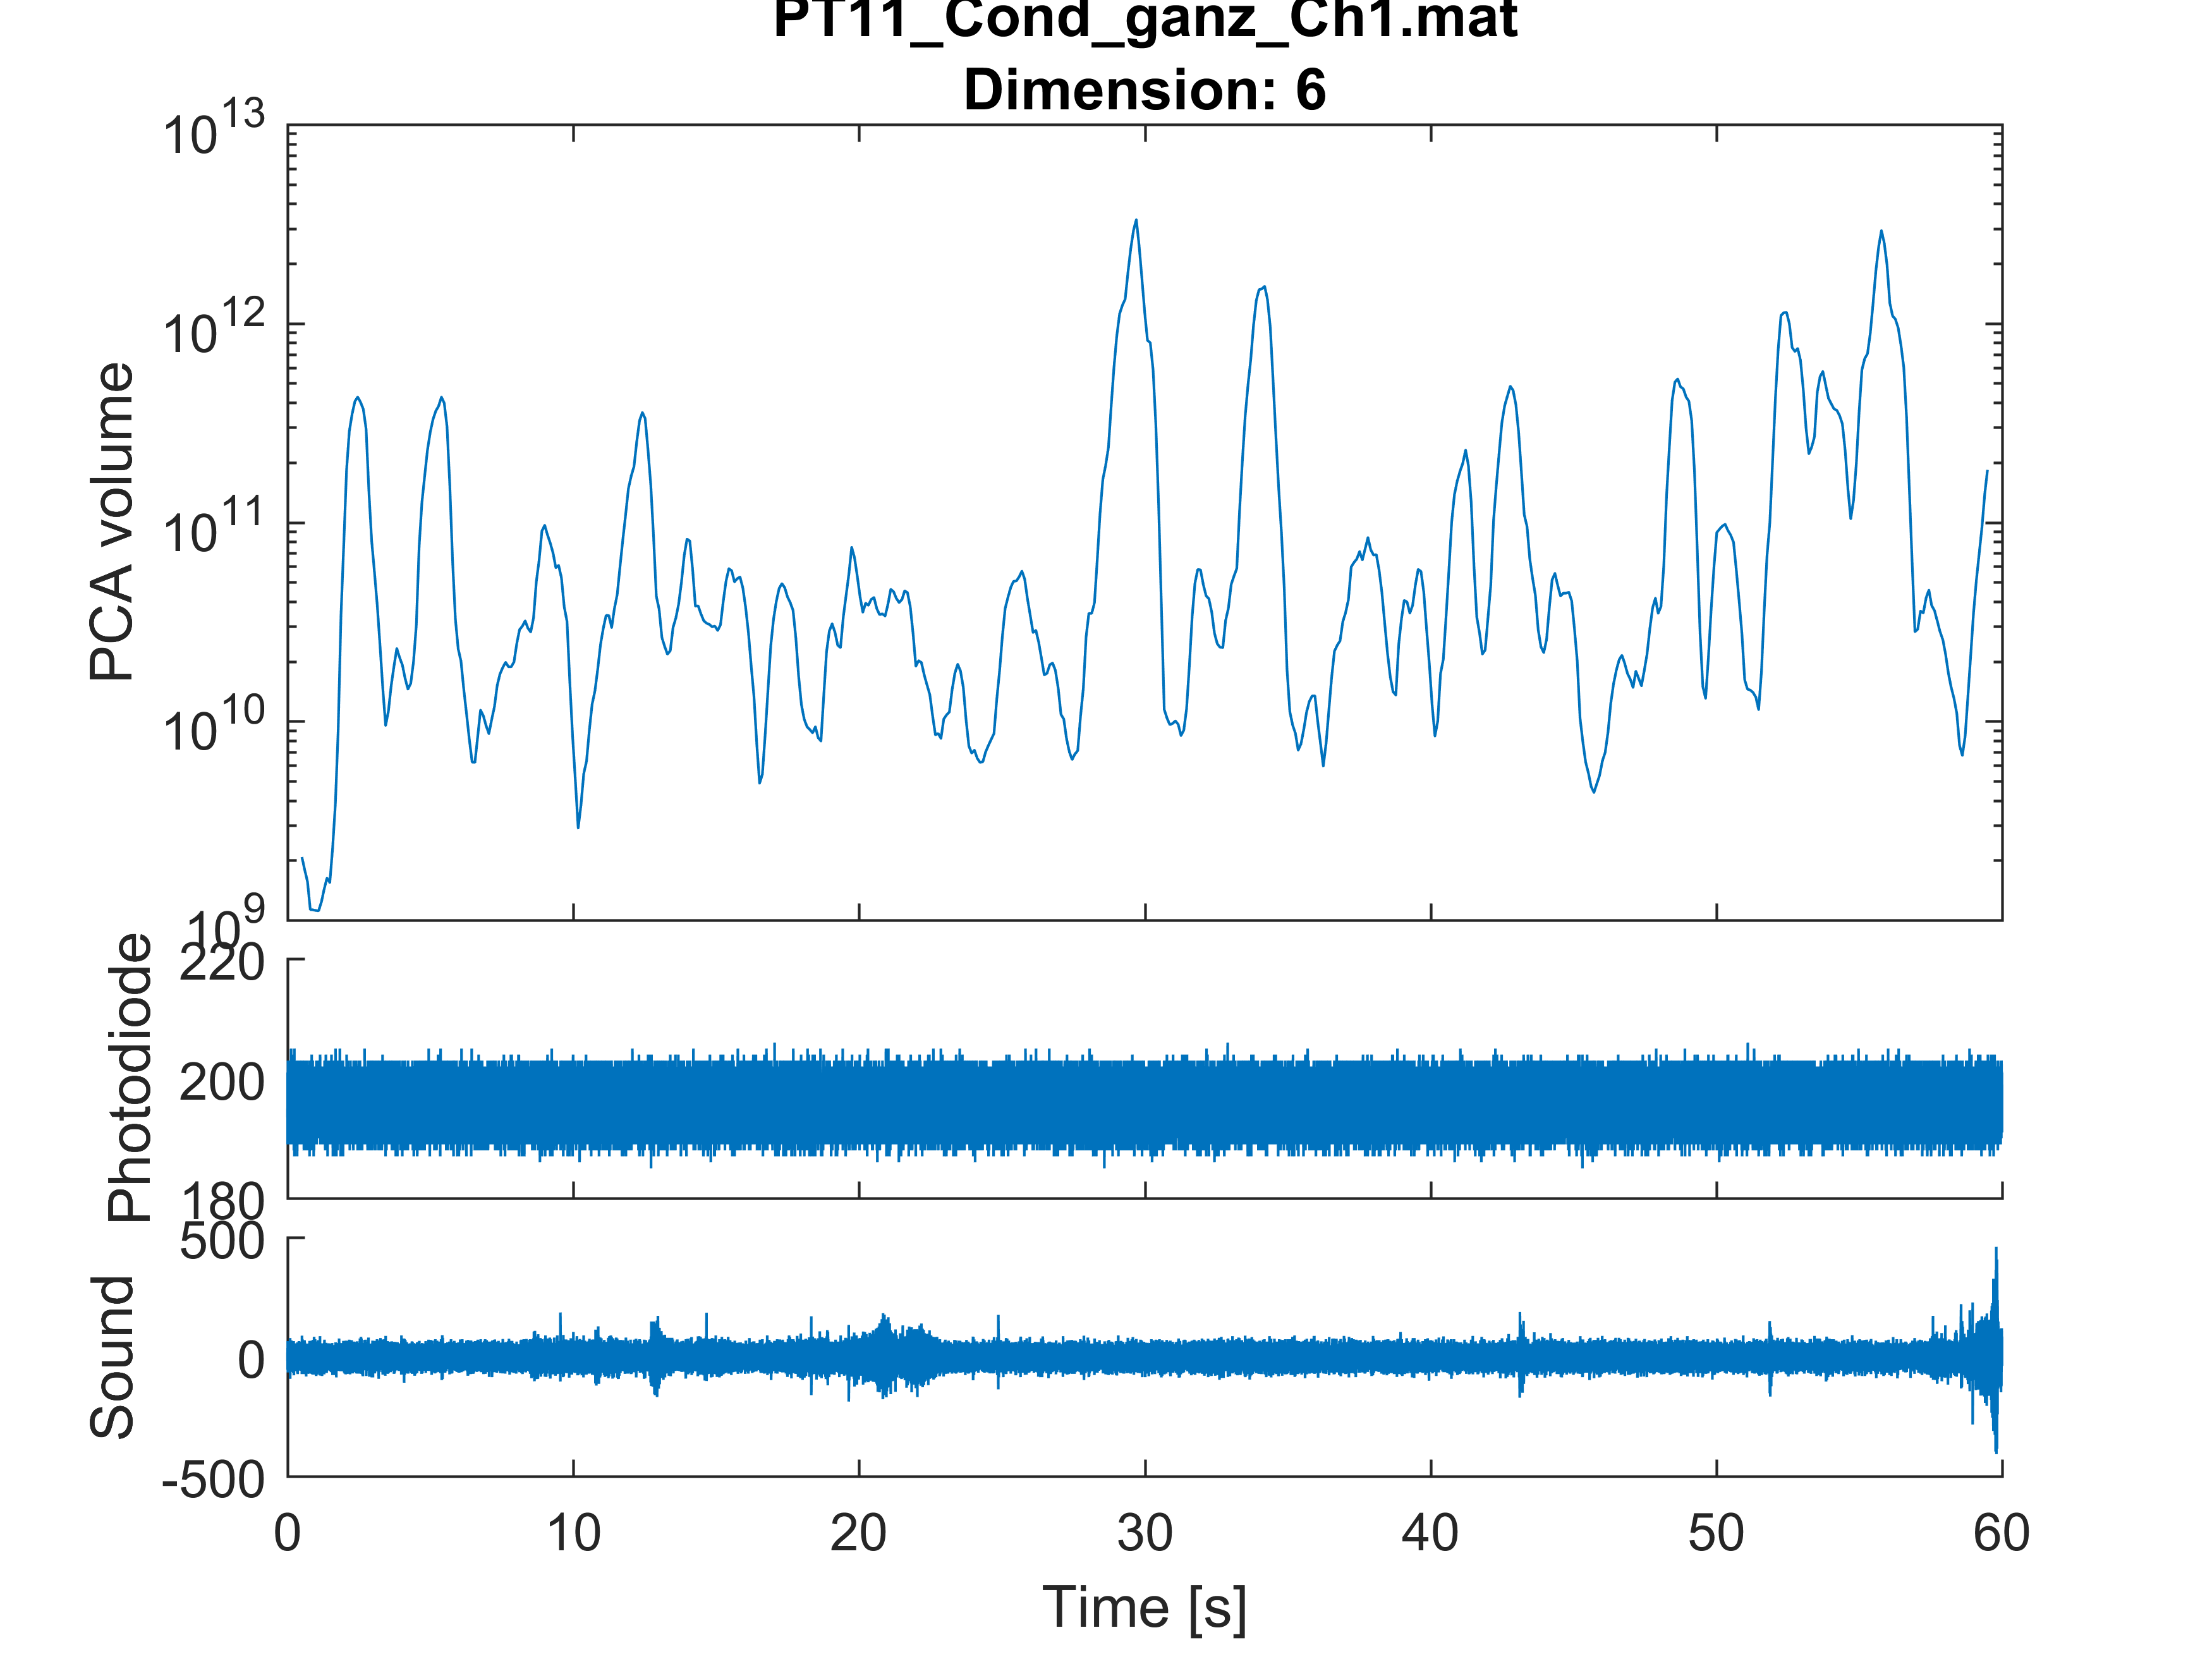 PT11_Cond_ganz_Ch1.mat
Dimension: 6
PCA volume
10^13
10^12
10^11
10^10
10^9
Photodiode
220
200
180
Sound
500
0
-500
0 10 20 30 40 50 60
Time [s]